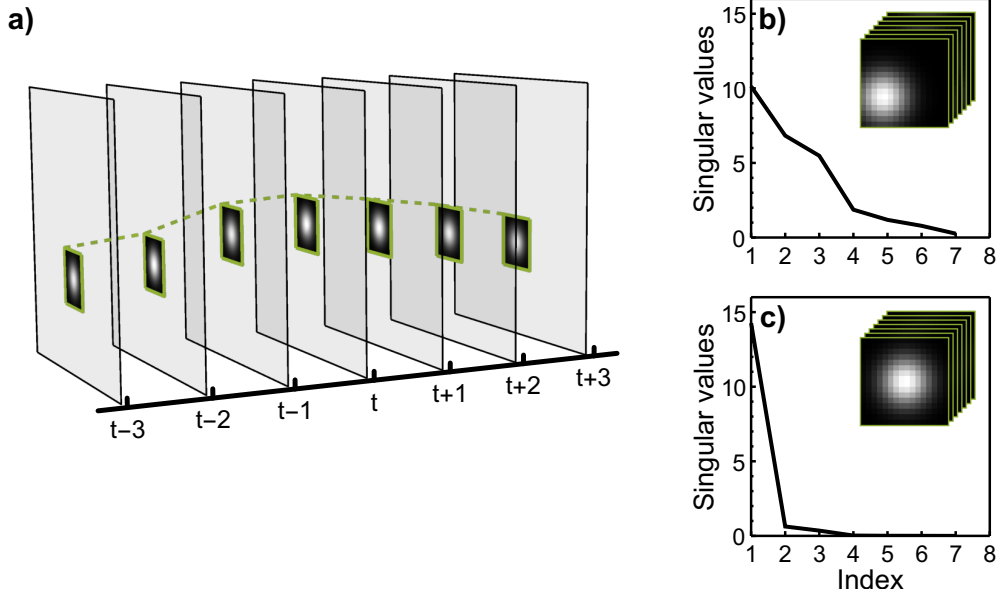 a)
t−3
t−2
t−1
t
t+1
t+2
t+3
b)
Singular values
15
10
5
0
1 2 3 4 5 6 7 8
c)
Singular values
15
10
5
0
1 2 3 4 5 6 7 8
Index